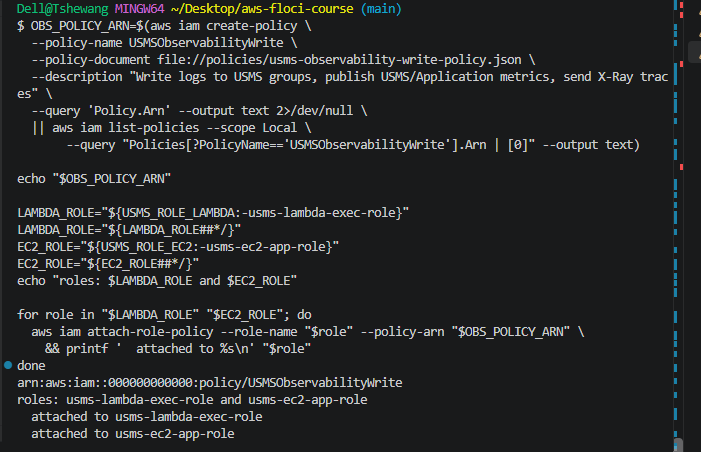 Dell@Tshewang MINGW64 ~/Desktop/aws-floci-course (main)
$ OBS_POLICY_ARN=$(aws iam create-policy \
  --policy-name USMSObservabilityWrite \
  --policy-document file://policies/usms-observability-write-policy.json \
  --description "Write logs to USMS groups, publish USMS/Application metrics, send X-Ray trac
es" \
  --query 'Policy.Arn' --output text 2>/dev/null \
  || aws iam list-policies --scope Local \
       --query "Policies[?PolicyName=='USMSObservabilityWrite'].Arn | [0]" --output text)

echo "$OBS_POLICY_ARN"

LAMBDA_ROLE="${USMS_ROLE_LAMBDA:-usms-lambda-exec-role}"
LAMBDA_ROLE="${LAMBDA_ROLE##*/}"
EC2_ROLE="${USMS_ROLE_EC2:-usms-ec2-app-role}"
EC2_ROLE="${EC2_ROLE##*/}"
echo "roles: $LAMBDA_ROLE and $EC2_ROLE"

for role in "$LAMBDA_ROLE" "$EC2_ROLE"; do
  aws iam attach-role-policy --role-name "$role" --policy-arn "$OBS_POLICY_ARN" \
    && printf '  attached to %s\n' "$role"
done
arn:aws:iam::000000000000:policy/USMSObservabilityWrite
roles: usms-lambda-exec-role and usms-ec2-app-role
  attached to usms-lambda-exec-role
  attached to usms-ec2-app-role